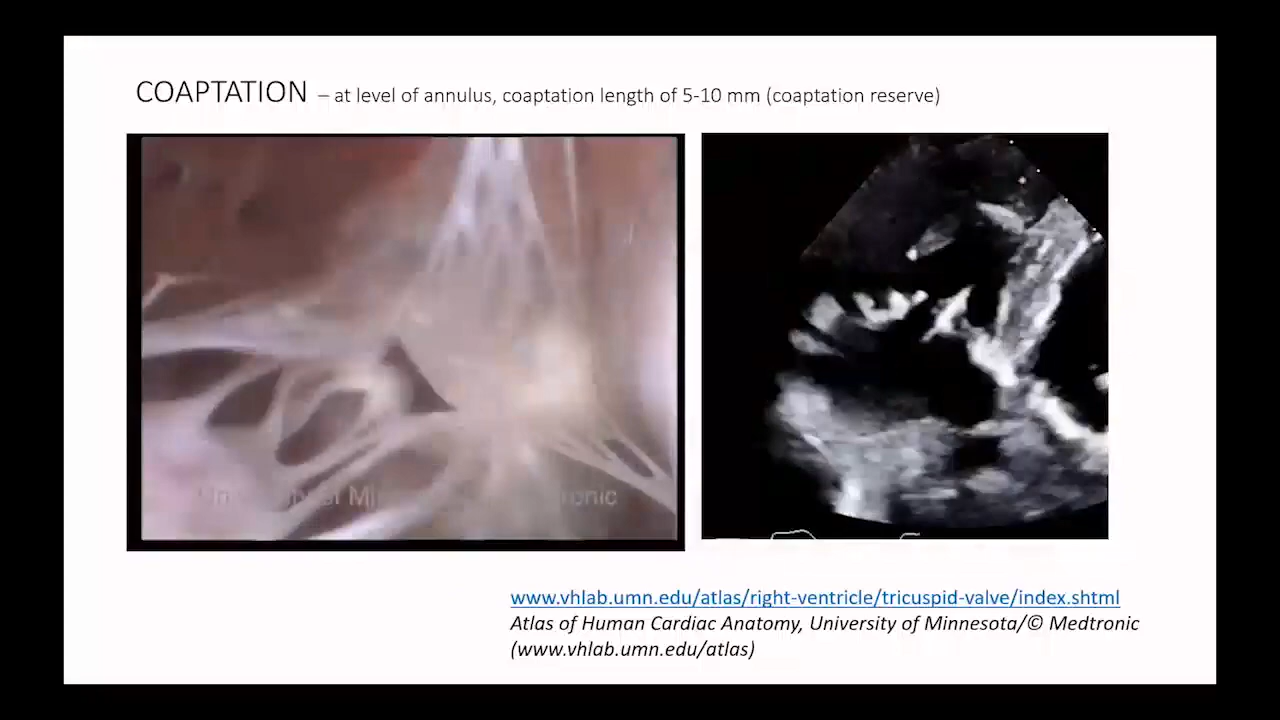 COAPTATION – at level of annulus, coaptation length of 5-10 mm (coaptation reserve)
www.vhlab.umn.edu/atlas/right-ventricle/tricuspid-valve/index.shtml
Atlas of Human Cardiac Anatomy, University of Minnesota/© Medtronic
(www.vhlab.umn.edu/atlas)